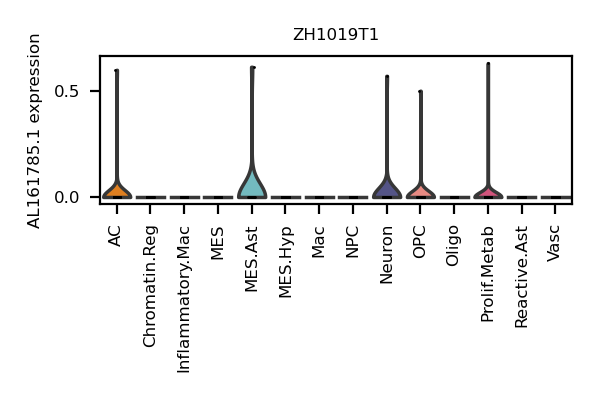 ZH1019T1
AL161785.1 expression
0.5
0.0
AC
Chromatin.Reg
Inflammatory.Mac
MES
MES.Ast
MES.Hyp
Mac
NPC
Neuron
OPC
Oligo
Prolif.Metab
Reactive.Ast
Vasc